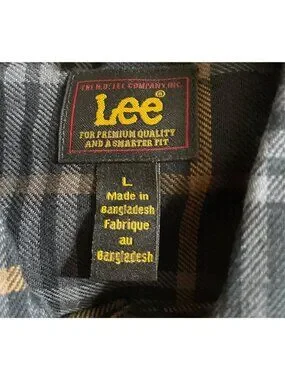 THE H.D. LEE COMPANY, INC.
Lee®
FOR PREMIUM QUALITY
AND A SMARTER FIT
L
Made in
Bangladesh
Fabrique
au
Bangladesh